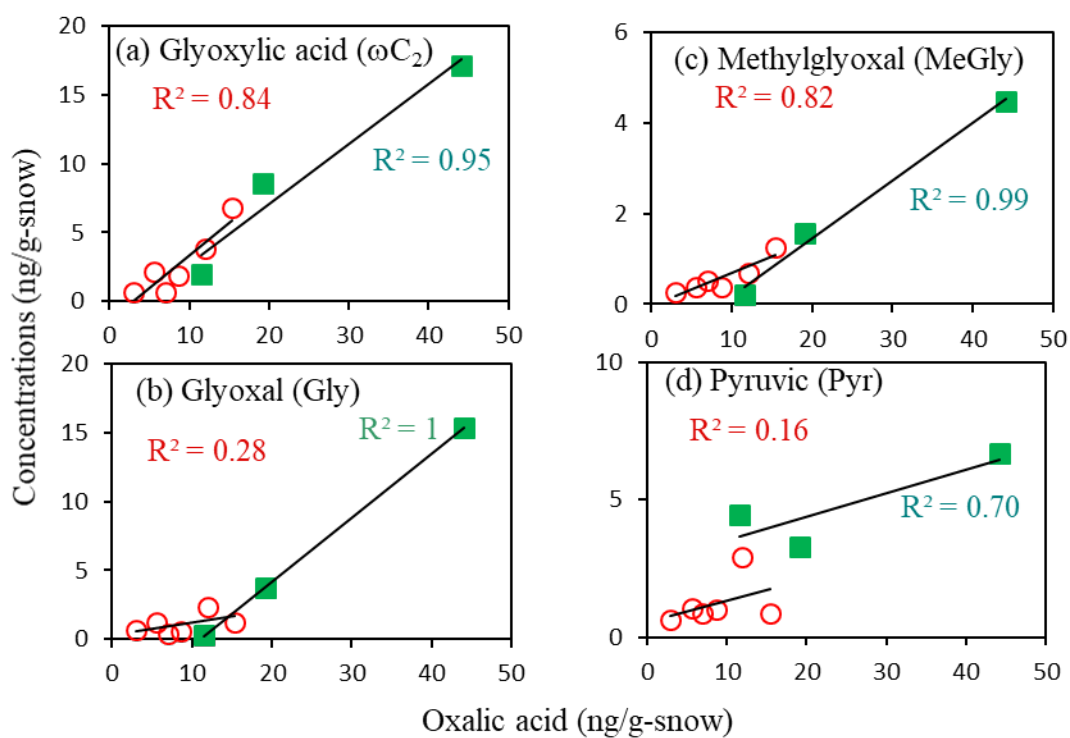 Concentrations (ng/g-snow)
(a) Glyoxylic acid (ωC₂)
R² = 0.84
R² = 0.95
20
15
10
5
0
0 10 20 30 40 50
(b) Glyoxal (Gly)
R² = 0.28
R² = 1
20
15
10
5
0
0 10 20 30 40 50
(c) Methylglyoxal (MeGly)
R² = 0.82
R² = 0.99
6
4
2
0
0 10 20 30 40 50
(d) Pyruvic (Pyr)
R² = 0.16
R² = 0.70
10
5
0
0 10 20 30 40 50
Oxalic acid (ng/g-snow)